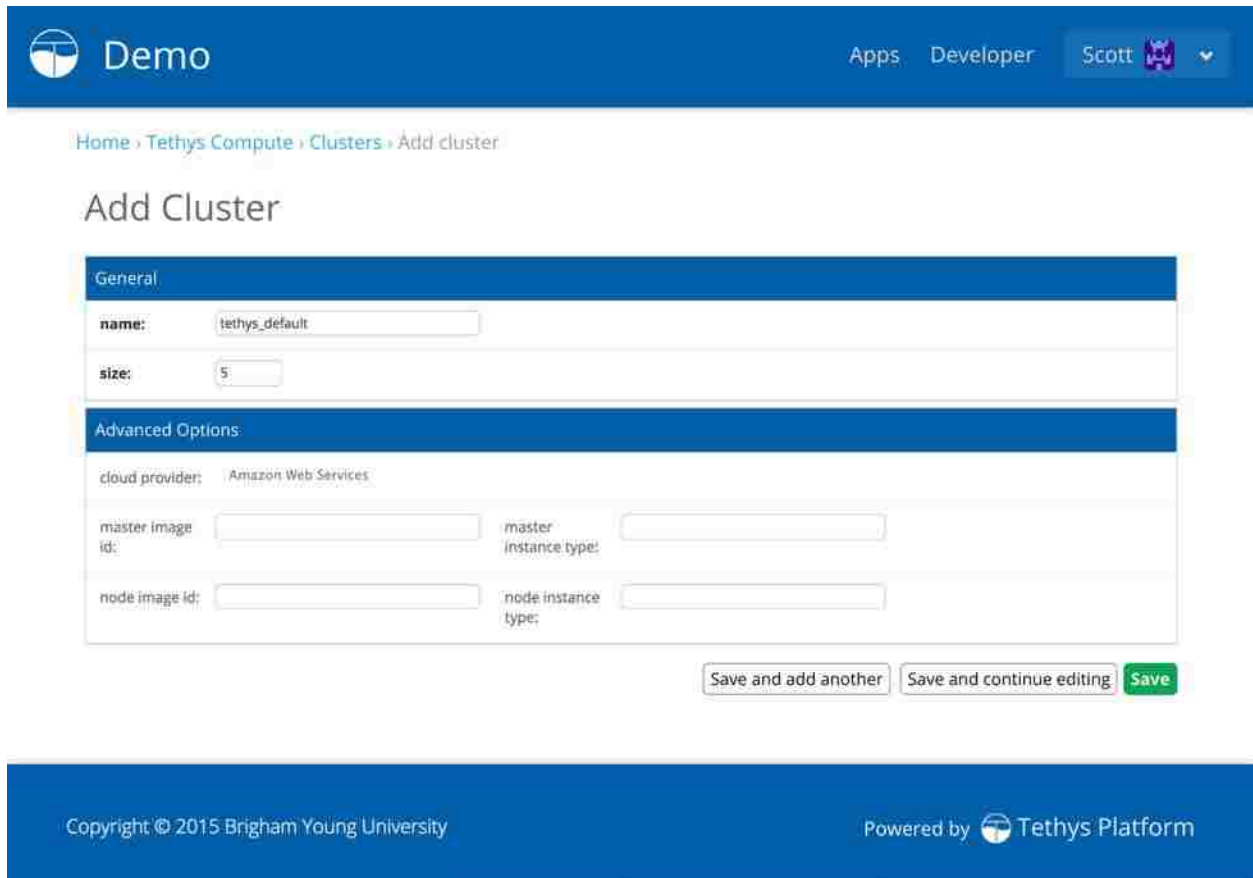 Demo
Apps Developer Scott
Home › Tethys Compute › Clusters › Add cluster
Add Cluster
General
name: tethys_default
size: 5
Advanced Options
cloud provider: Amazon Web Services
master image id: master instance type:
node image id: node instance type:
Save and add another Save and continue editing Save
Copyright © 2015 Brigham Young University
Powered by Tethys Platform